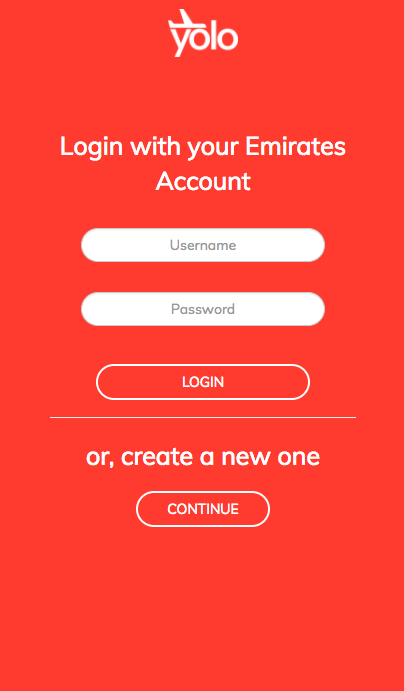 yolo
Login with your Emirates
Account
Username
Password
LOGIN
or, create a new one
CONTINUE